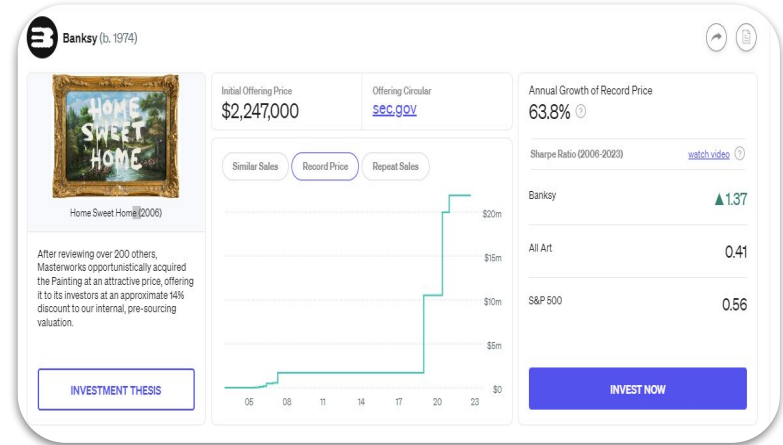 Banksy (b. 1974)
HOME
SWEET
HOME
Home Sweet Home (2006)
After reviewing over 200 others,
Masterworks opportunistically acquired
the Painting at an attractive price, offering
it to its investors at an approximate 14%
discount to our internal, pre-sourcing
valuation.
INVESTMENT THESIS
Initial Offering Price
$2,247,000
Offering Circular
sec.gov
Similar Sales
Record Price
Repeat Sales
$20m
$15m
$10m
$5m
$0
05 08 11 14 17 20 23
Annual Growth of Record Price
63.8% ?
Sharpe Ratio (2006-2023) watch video ?
Banksy ▲1.37
All Art 0.41
S&P 500 0.56
INVEST NOW